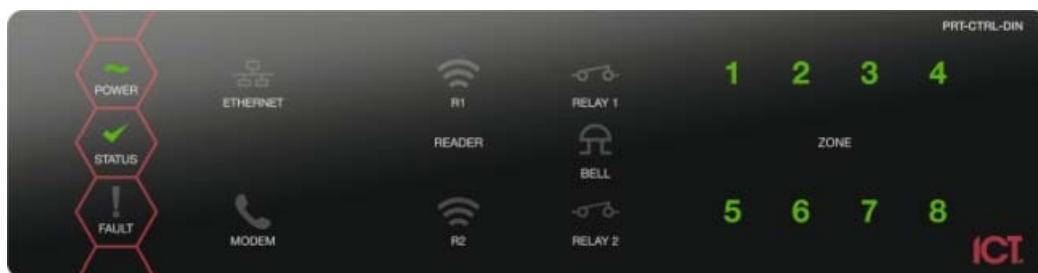 PRT-CTRL-DIN
POWER
ETHERNET
R1
RELAY 1
1 2 3 4
STATUS
READER
BELL
ZONE
FAULT
MODEM
R2
RELAY 2
5 6 7 8
ICT